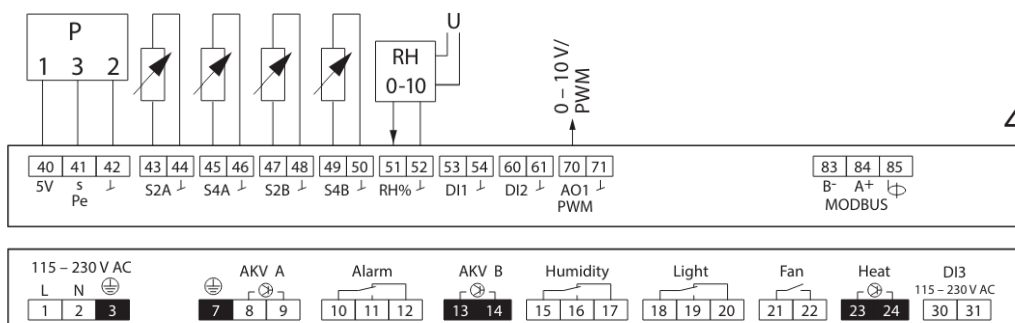 P U
1 3 2 RH
0-10
0 – 10 V/
PWM
40 41 42 43 44 45 46 47 48 49 50 51 52 53 54 60 61 70 71 83 84 85
5V s S2A S4A S2B S4B RH% DI1 DI2 AO1 B- A+
Pe PWM MODBUS
115 – 230 V AC AKV A Alarm AKV B Humidity Light Fan Heat DI3
L N 115 – 230 V AC
1 2 3 7 8 9 10 11 12 13 14 15 16 17 18 19 20 21 22 23 24 30 31